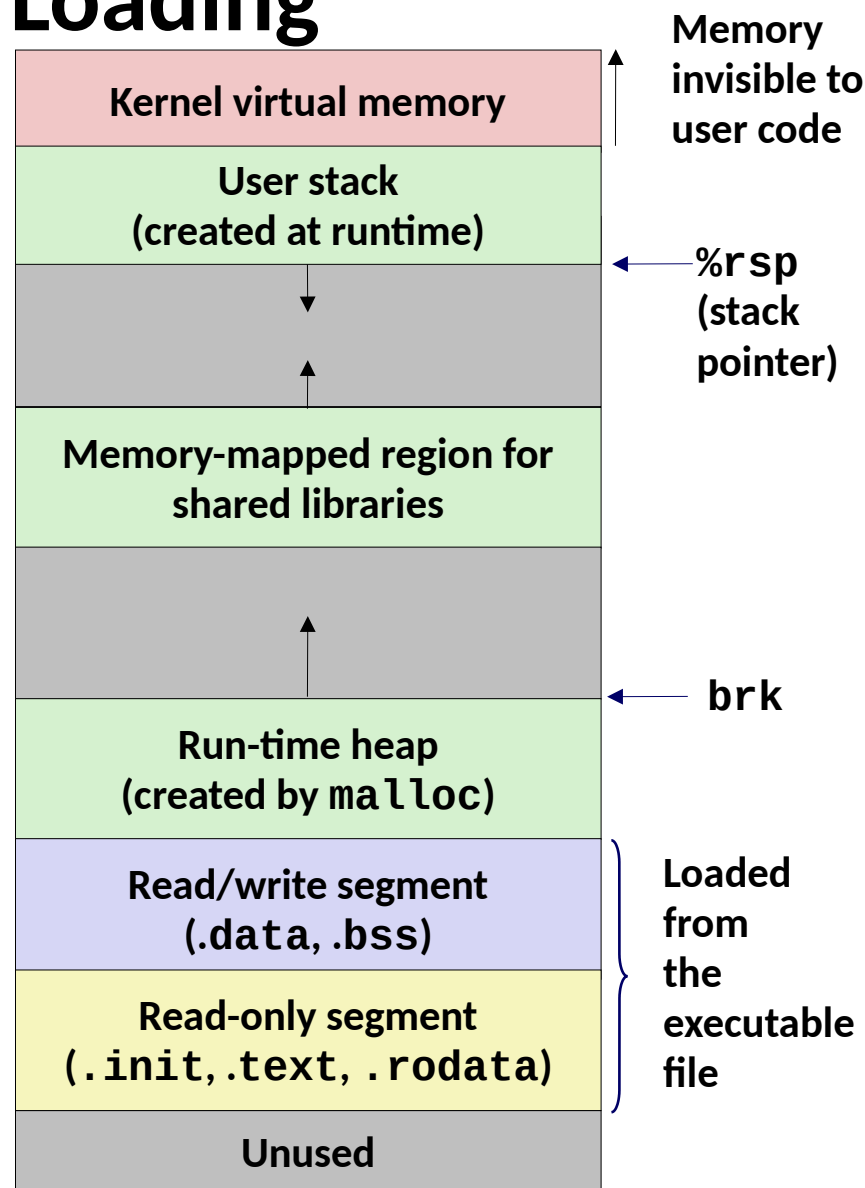 Loading
Memory
invisible to
user code
Kernel virtual memory
User stack
(created at runtime)
%rsp
(stack
pointer)
Memory-mapped region for
shared libraries
brk
Run-time heap
(created by malloc)
Read/write segment
(.data, .bss)
Loaded
from
the
executable
file
Read-only segment
(.init, .text, .rodata)
Unused